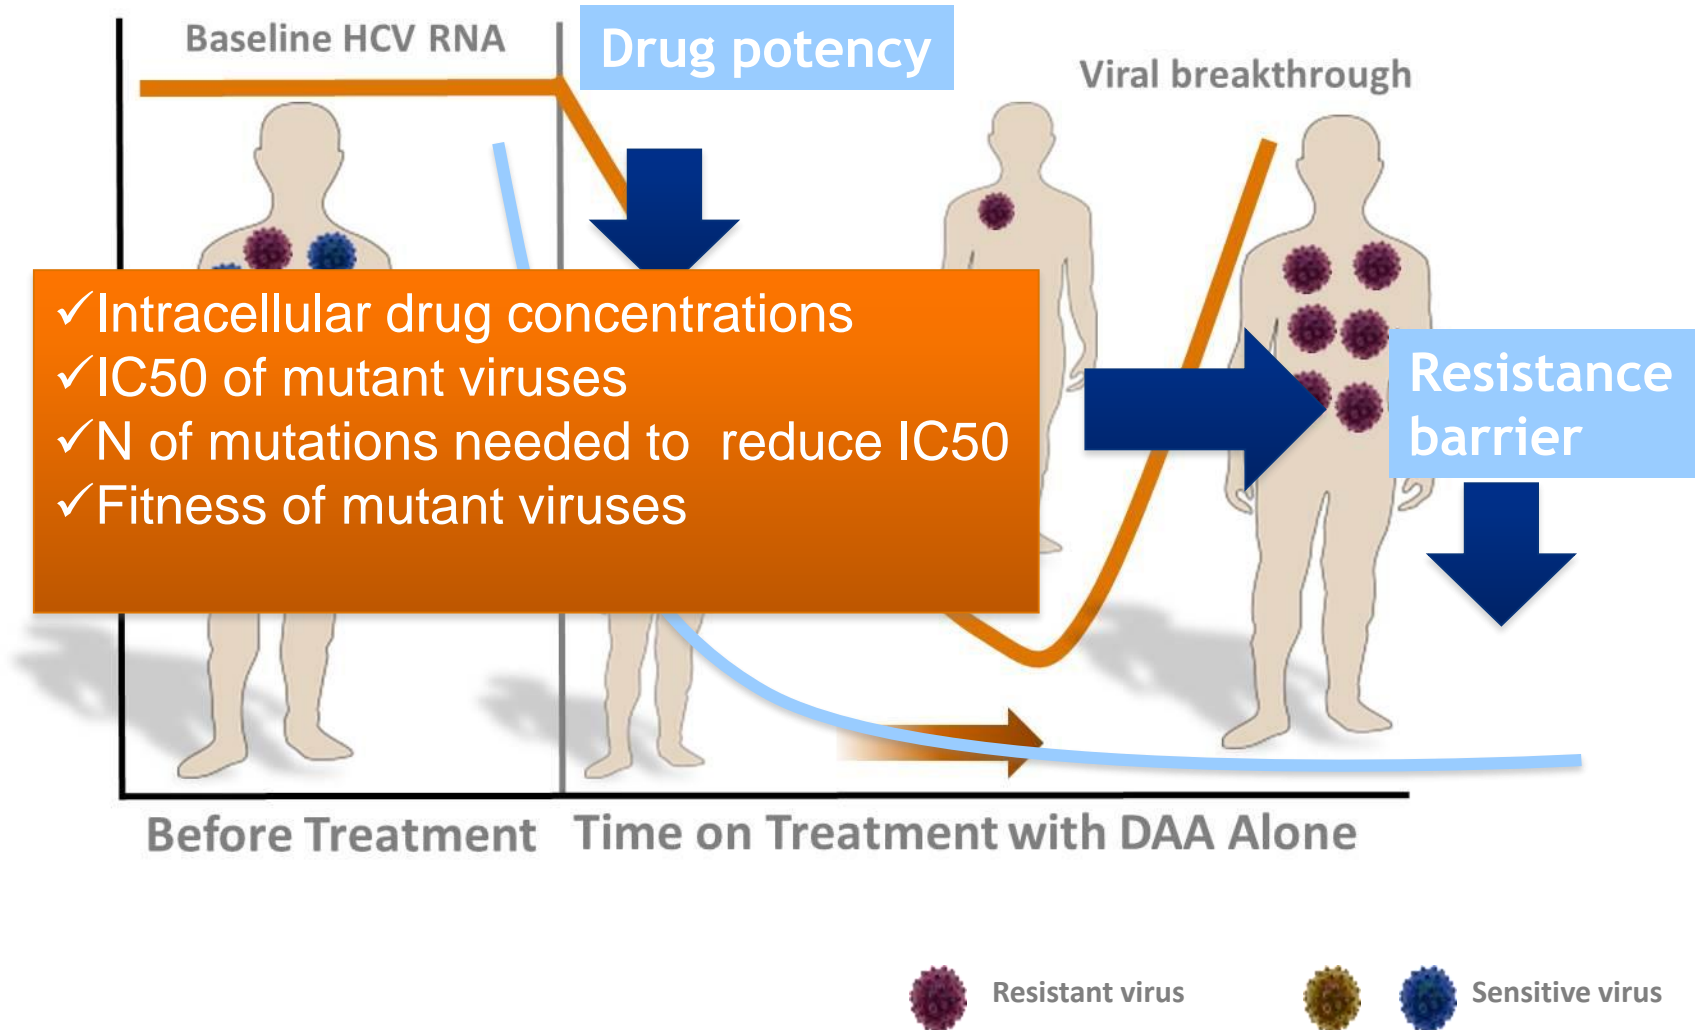 Baseline HCV RNA
Drug potency
Viral breakthrough
✓Intracellular drug concentrations
✓IC50 of mutant viruses
✓N of mutations needed to  reduce IC50
✓Fitness of mutant viruses
Resistance
barrier
Before Treatment
Time on Treatment with DAA Alone
Resistant virus
Sensitive virus